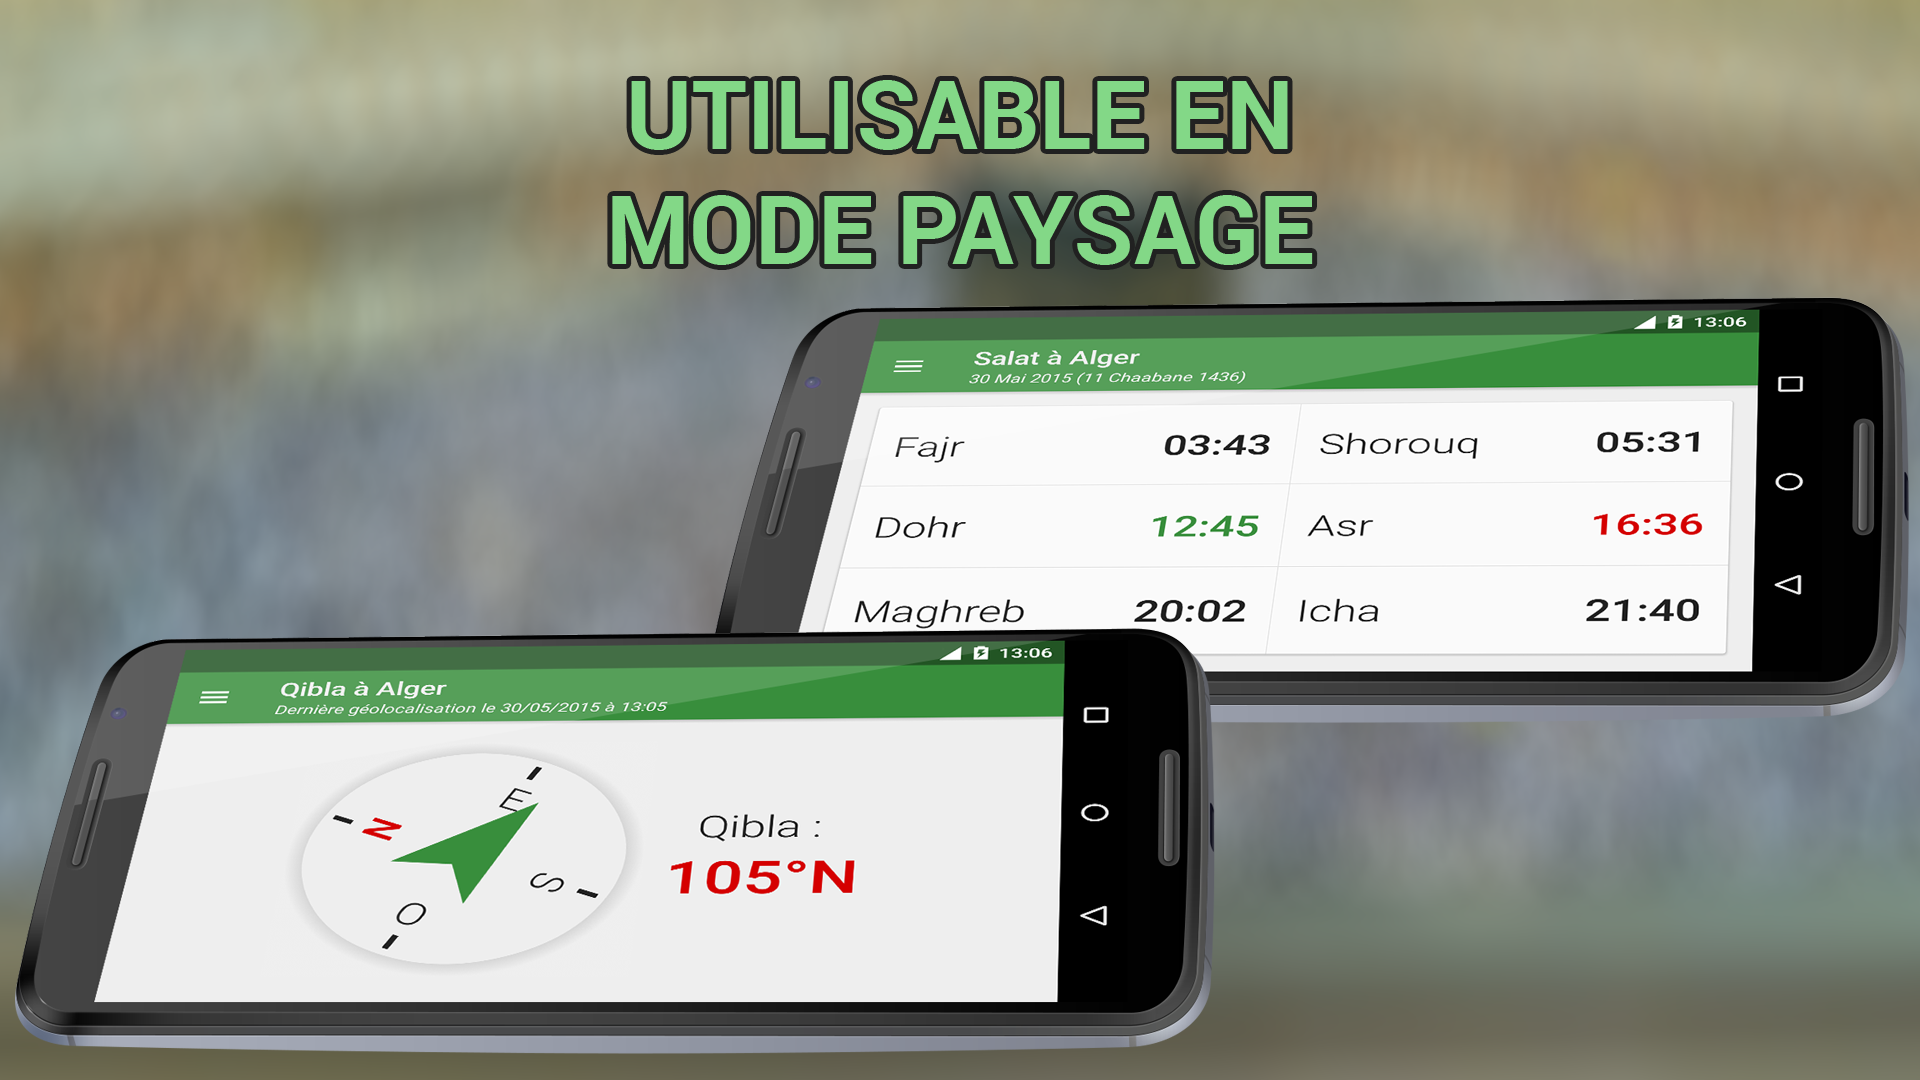 UTILISABLE EN
MODE PAYSAGE
13:06
Salat à Alger
30 Mai 2015 (11 Chaabane 1436)
Fajr 03:43 Shorouq 05:31
Dohr 12:45 Asr 16:36
Maghreb 20:02 Icha 21:40
13:06
Qibla à Alger
Dernière géolocalisation le 30/05/2015 à 13:05
E
N
S
O
Qibla :
105°N